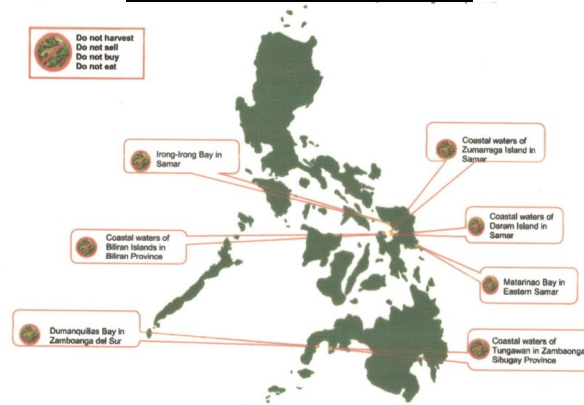 Do not harvest
Do not sell
Do not buy
Do not eat
Irong-Irong Bay in
Samar
Coastal waters of
Zumarraga Island in
Samar
Coastal waters of
Biliran Islands in
Biliran Province
Coastal waters of
Daram Island in
Samar
Matarinao Bay in
Eastern Samar
Dumanquillas Bay in
Zamboanga del Sur
Coastal waters of
Tungawan in Zambaonga
Sibugay Province